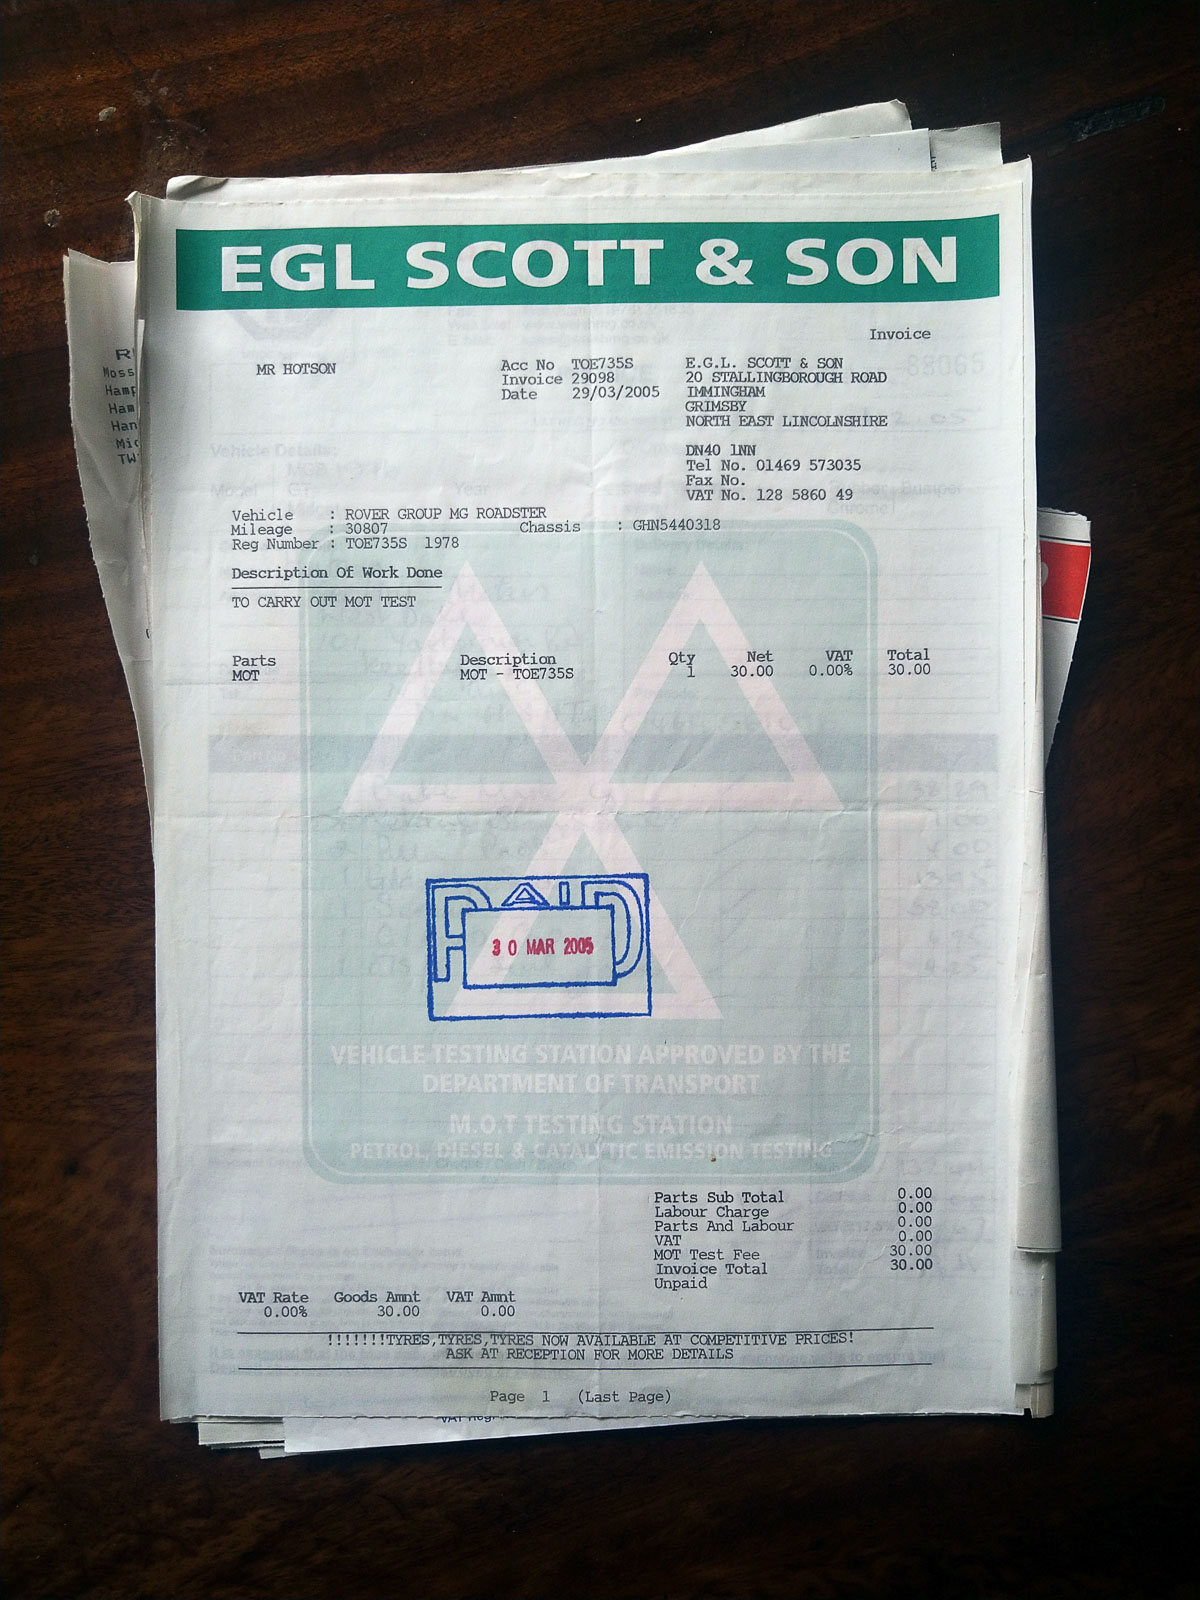 EGL SCOTT & SON
Invoice
MR HOTSON
Acc No TOE735S
Invoice 29098
Date 29/03/2005
E.G.L. SCOTT & SON
20 STALLINGBOROUGH ROAD
IMMINGHAM
GRIMSBY
NORTH EAST LINCOLNSHIRE
DN40 1NN
Tel No. 01469 573035
Fax No.
VAT No. 128 5860 49
Vehicle : ROVER GROUP MG ROADSTER
Mileage : 30807 Chassis : GHN5440318
Reg Number : TOE735S 1978
Description Of Work Done
TO CARRY OUT MOT TEST
Parts Description Qty Net VAT Total
MOT MOT - TOE735S 1 30.00 0.00% 30.00
PAID
30 MAR 2005
VEHICLE TESTING STATION APPROVED BY THE
DEPARTMENT OF TRANSPORT
M.O.T TESTING STATION
PETROL, DIESEL & CATALYTIC EMISSION TESTING
Parts Sub Total 0.00
Labour Charge 0.00
Parts And Labour 0.00
VAT 0.00
MOT Test Fee 30.00
Invoice Total 30.00
Unpaid
VAT Rate Goods Amnt VAT Amnt
0.00% 30.00 0.00
!!!!!!!TYRES,TYRES,TYRES NOW AVAILABLE AT COMPETITIVE PRICES!
ASK AT RECEPTION FOR MORE DETAILS
Page 1 (Last Page)